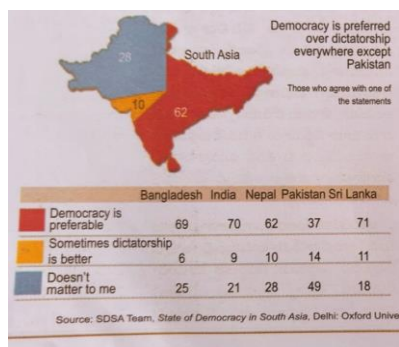 Democracy is preferred
over dictatorship
everywhere except
Pakistan
Those who agree with one of
the statements
South Asia
28
10
62
Bangladesh India Nepal Pakistan Sri Lanka
Democracy is
preferable 69 70 62 37 71
Sometimes dictatorship
is better 6 9 10 14 11
Doesn't
matter to me 25 21 28 49 18
Source: SDSA Team, State of Democracy in South Asia, Delhi: Oxford Unive